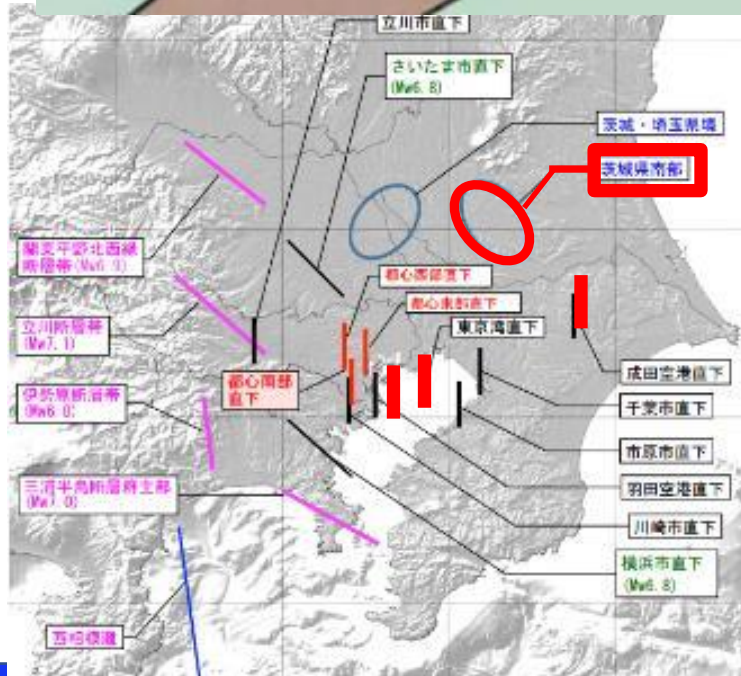 立川市直下
さいたま市直下
(Mw6.8)
茨城・埼玉県境
茨城県南部
関東平野北西縁
断層帯(Mw6.9)
都心西部直下
都心東部直下
立川断層帯
(Mw7.1)
東京湾直下
成田空港直下
都心南部
直下
伊勢原断層帯
(Mw6.8)
千葉市直下
市原市直下
三浦半島断層群主部
(Mw7.0)
羽田空港直下
川崎市直下
横浜市直下
(Mw6.8)
西相模灘